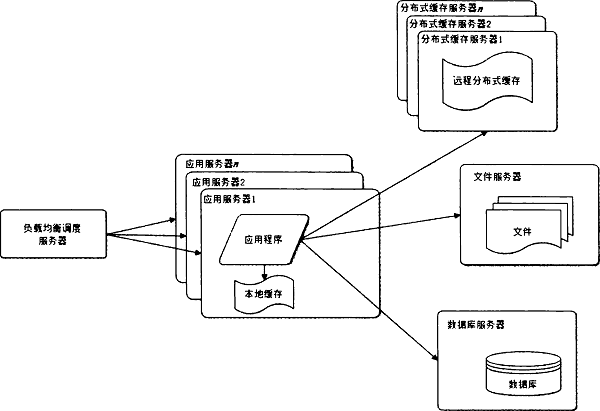 分布式缓存服务器n
分布式缓存服务器2
分布式缓存服务器1
远程分布式缓存
应用服务器n
应用服务器2
应用服务器1
应用程序
本地缓存
负载均衡调度
服务器
文件服务器
文件
数据库服务器
数据库